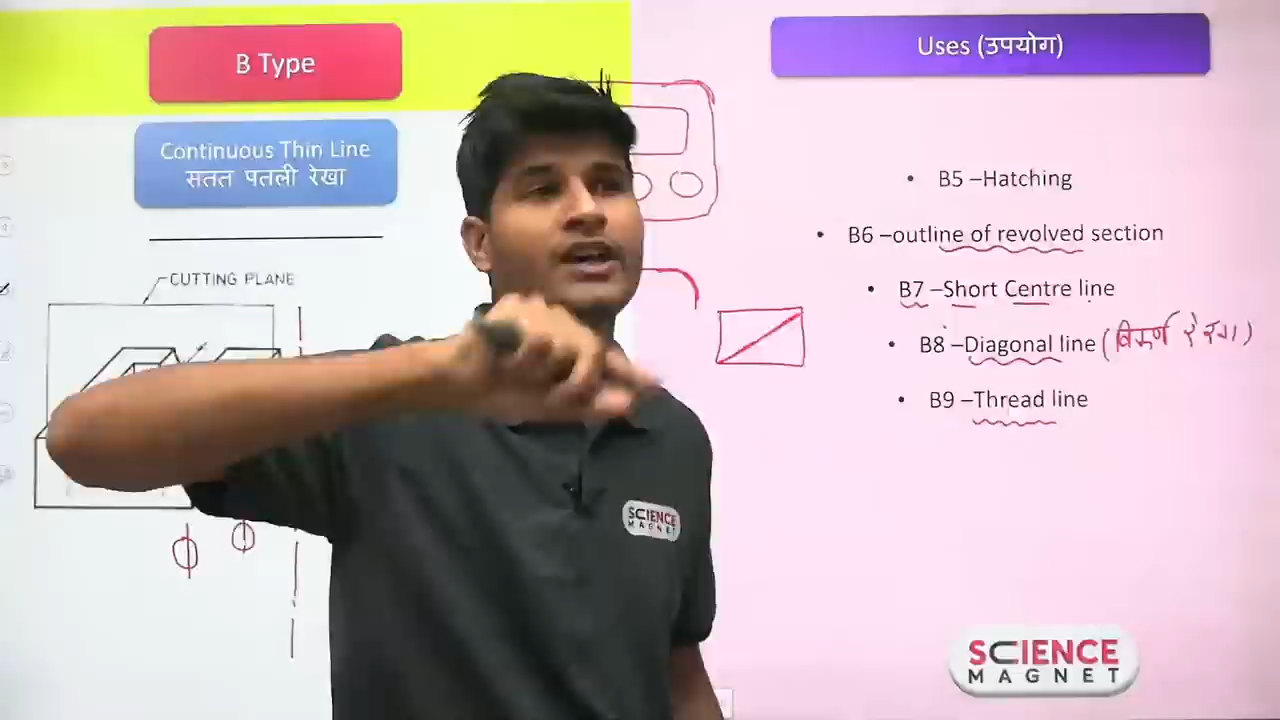 B Type
Continuous Thin Line
सतत पतली रेखा
CUTTING PLANE
Uses (उपयोग)
• B5 –Hatching
• B6 –outline of revolved section
• B7 –Short Centre line
• B8 –Diagonal line (विकर्ण रेखा)
• B9 –Thread line
SCIENCE
MAGNET
SCIENCE
MAGNET